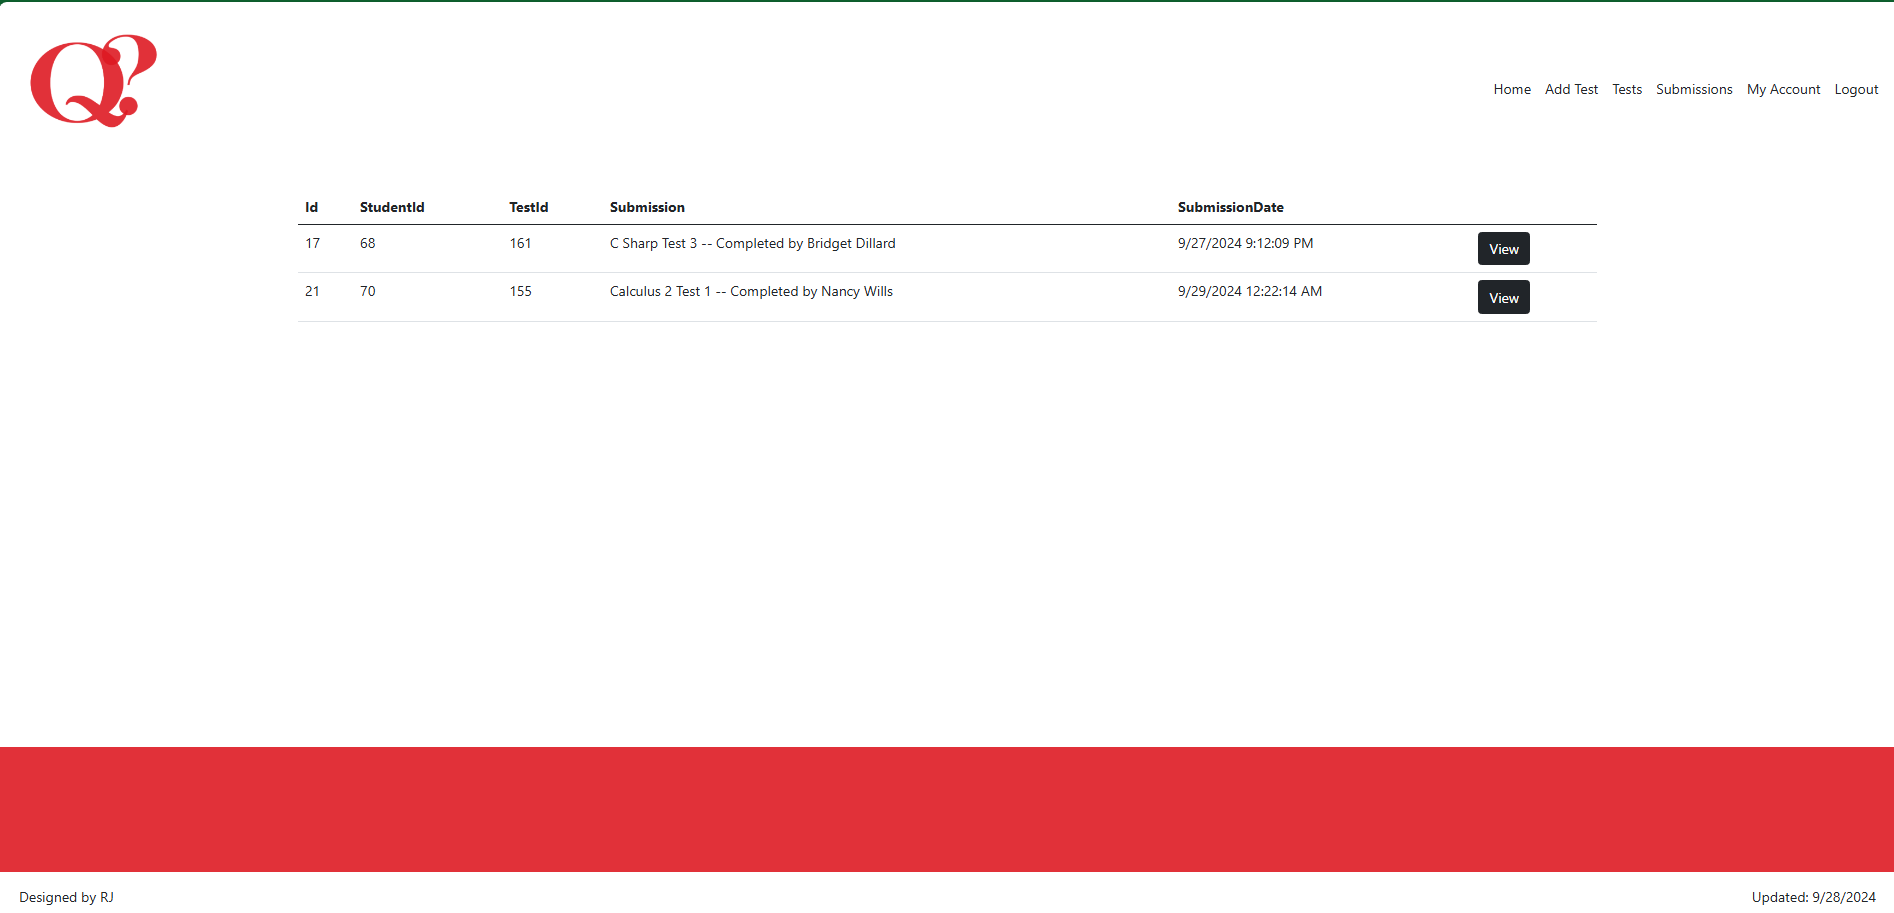 Q?
Home Add Test Tests Submissions My Account Logout
Id StudentId TestId Submission SubmissionDate
17 68 161 C Sharp Test 3 -- Completed by Bridget Dillard 9/27/2024 9:12:09 PM View
21 70 155 Calculus 2 Test 1 -- Completed by Nancy Wills 9/29/2024 12:22:14 AM View
Designed by RJ Updated: 9/28/2024